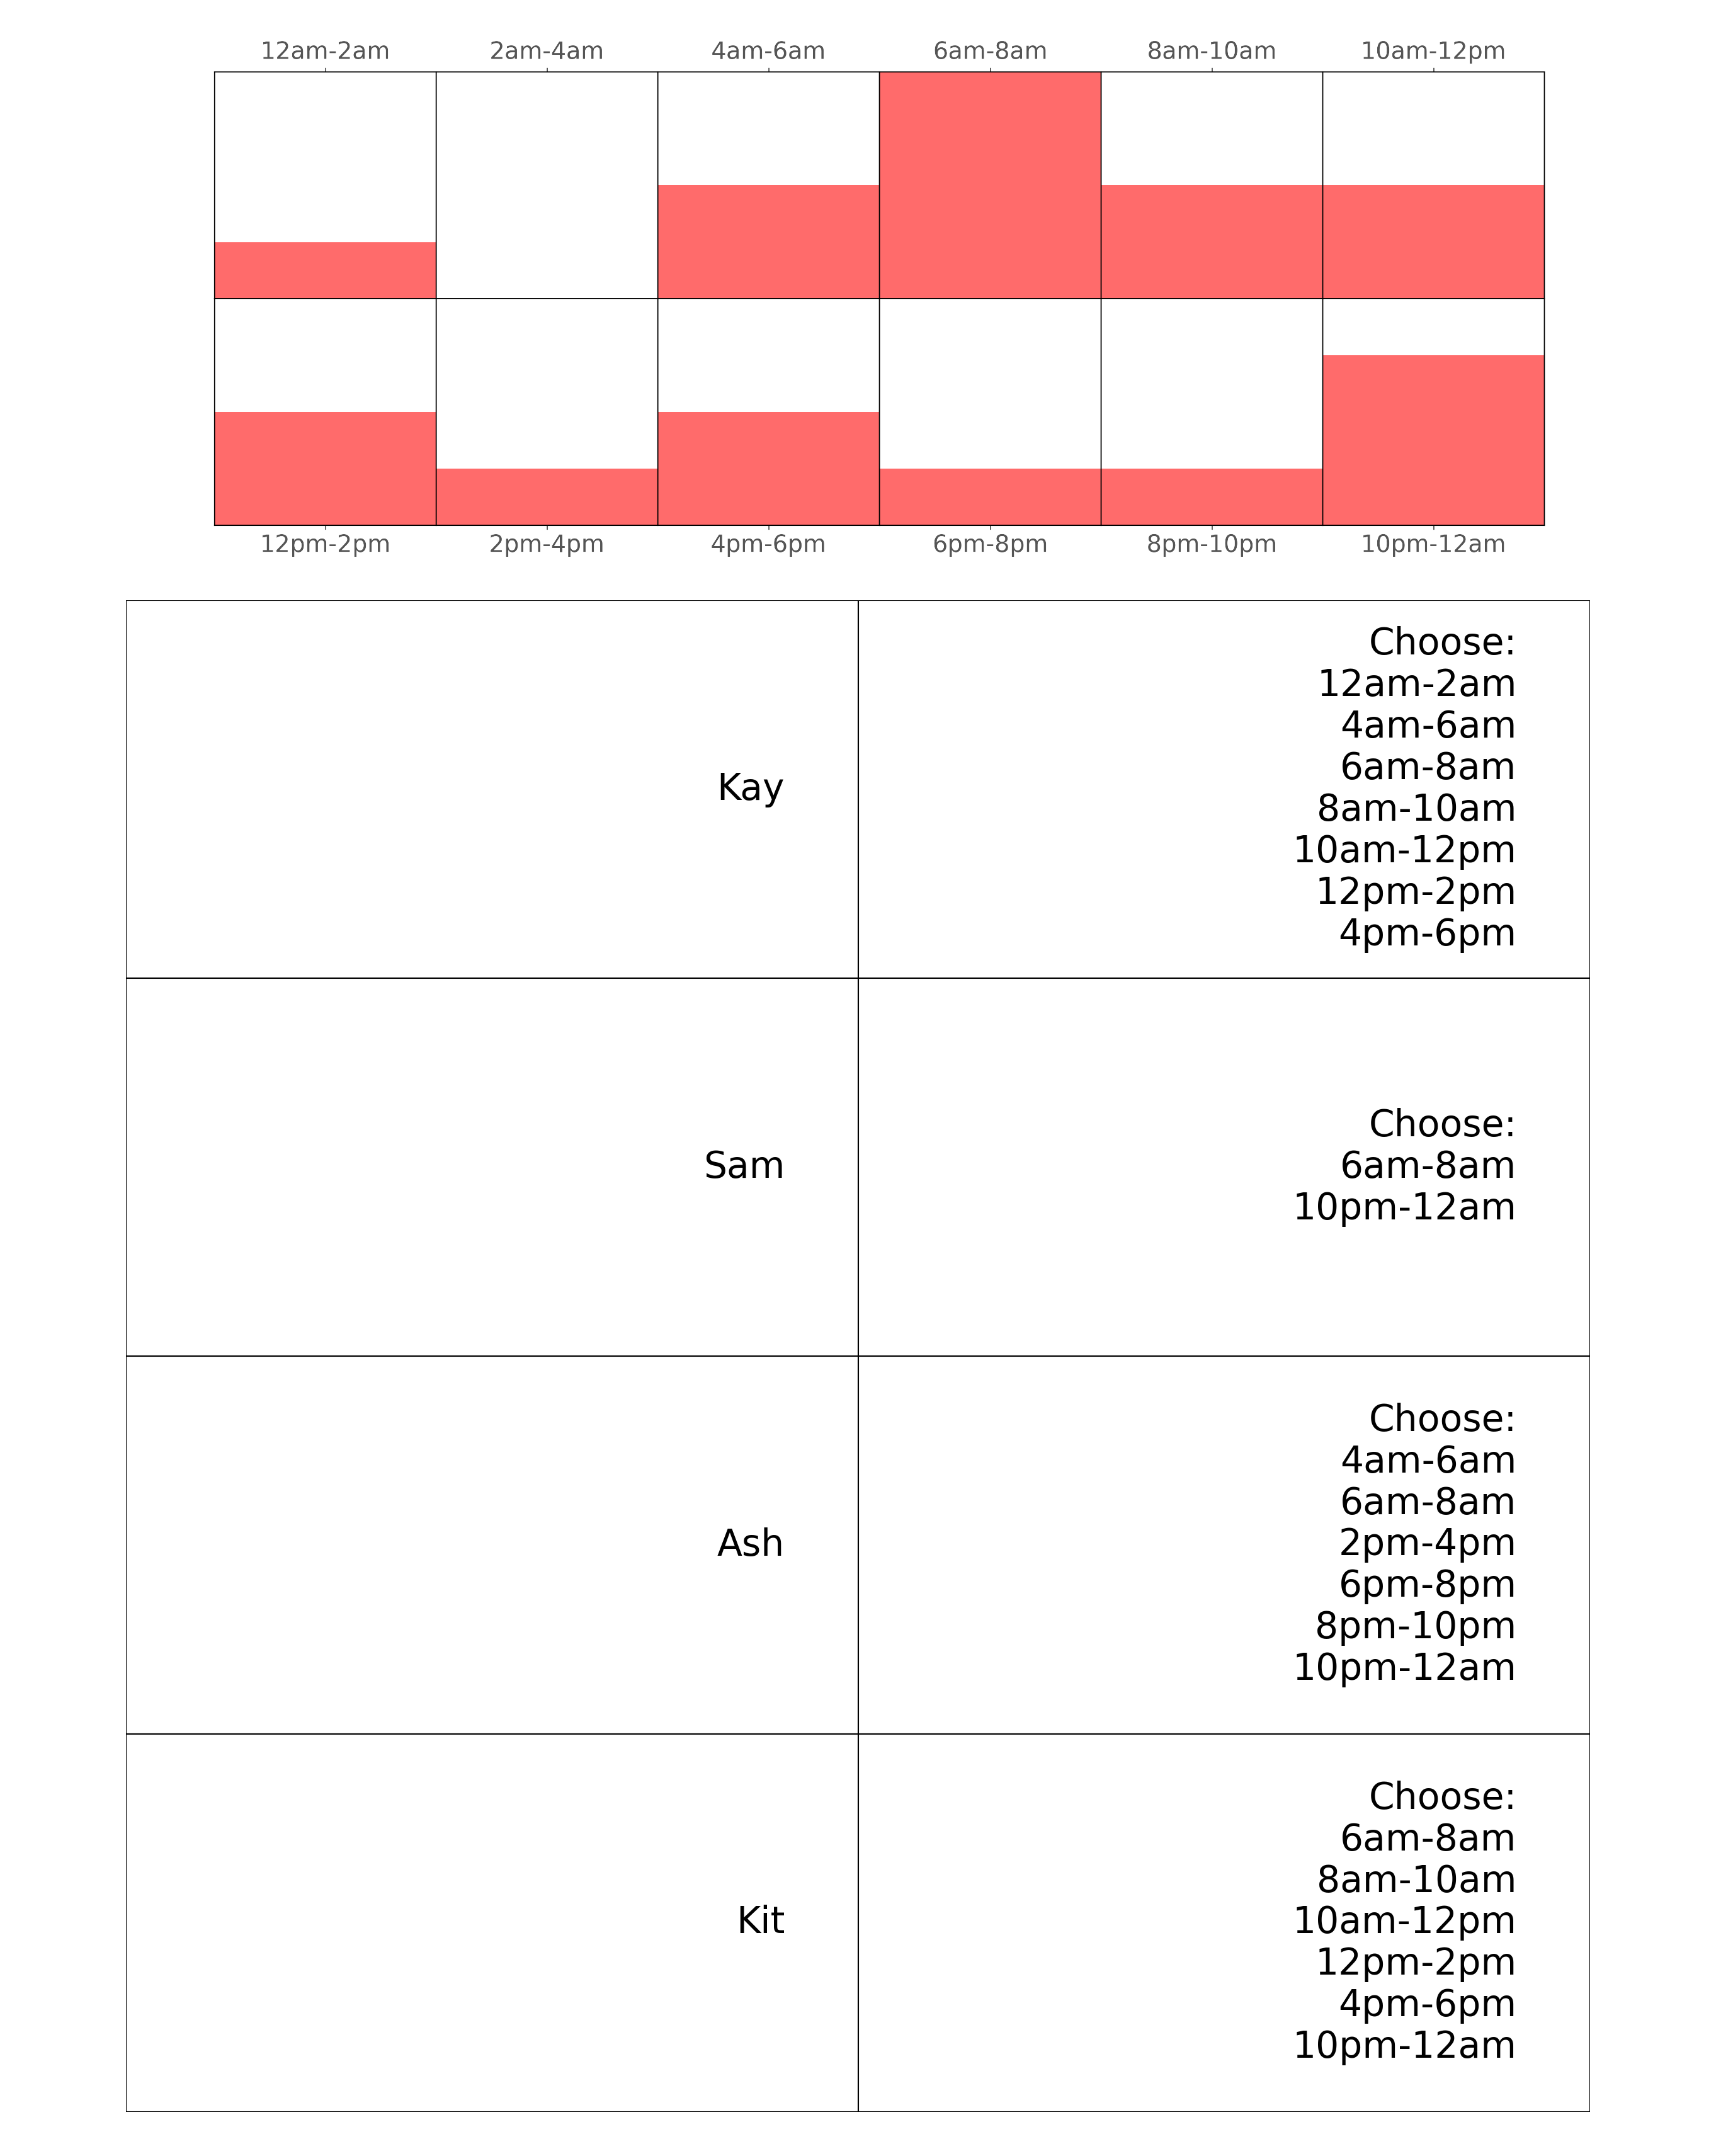 12am-2am 2am-4am 4am-6am 6am-8am 8am-10am 10am-12pm
12pm-2pm 2pm-4pm 4pm-6pm 6pm-8pm 8pm-10pm 10pm-12am
Kay
Choose:
12am-2am
4am-6am
6am-8am
8am-10am
10am-12pm
12pm-2pm
4pm-6pm
Sam
Choose:
6am-8am
10pm-12am
Ash
Choose:
4am-6am
6am-8am
2pm-4pm
6pm-8pm
8pm-10pm
10pm-12am
Kit
Choose:
6am-8am
8am-10am
10am-12pm
12pm-2pm
4pm-6pm
10pm-12am